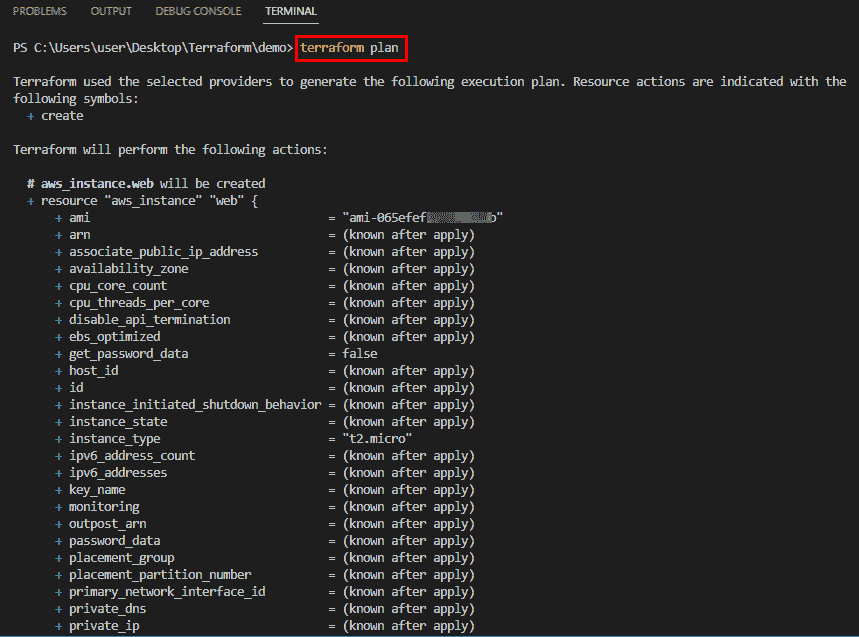 PROBLEMS OUTPUT DEBUG CONSOLE TERMINAL
PS C:\Users\user\Desktop\Terraform\demo> terraform plan
Terraform used the selected providers to generate the following execution plan. Resource actions are indicated with the
following symbols:
+ create
Terraform will perform the following actions:
# aws_instance.web will be created
+ resource "aws_instance" "web" {
+ ami = "ami-065efef
+ arn = (known after apply)
+ associate_public_ip_address = (known after apply)
+ availability_zone = (known after apply)
+ cpu_core_count = (known after apply)
+ cpu_threads_per_core = (known after apply)
+ disable_api_termination = (known after apply)
+ ebs_optimized = (known after apply)
+ get_password_data = false
+ host_id = (known after apply)
+ id = (known after apply)
+ instance_initiated_shutdown_behavior = (known after apply)
+ instance_state = (known after apply)
+ instance_type = "t2.micro"
+ ipv6_address_count = (known after apply)
+ ipv6_addresses = (known after apply)
+ key_name = (known after apply)
+ monitoring = (known after apply)
+ outpost_arn = (known after apply)
+ password_data = (known after apply)
+ placement_group = (known after apply)
+ placement_partition_number = (known after apply)
+ primary_network_interface_id = (known after apply)
+ private_dns = (known after apply)
+ private_ip = (known after apply)